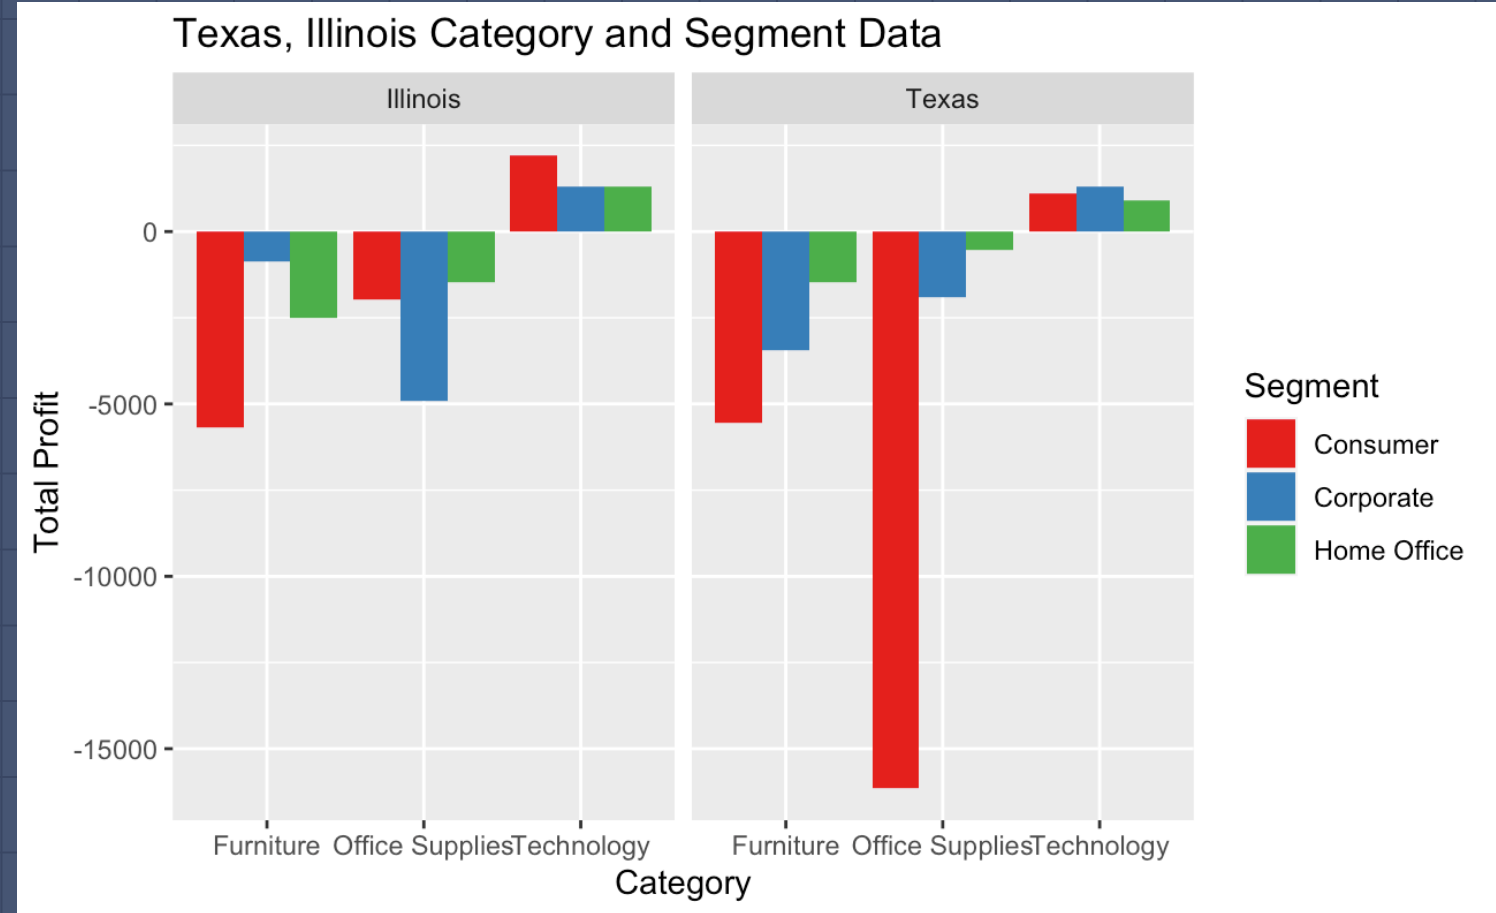 Texas, Illinois Category and Segment Data
Illinois
Texas
0
-5000
-10000
-15000
Total Profit
Furniture
Office Supplies
Technology
Furniture
Office Supplies
Technology
Category
Segment
Consumer
Corporate
Home Office